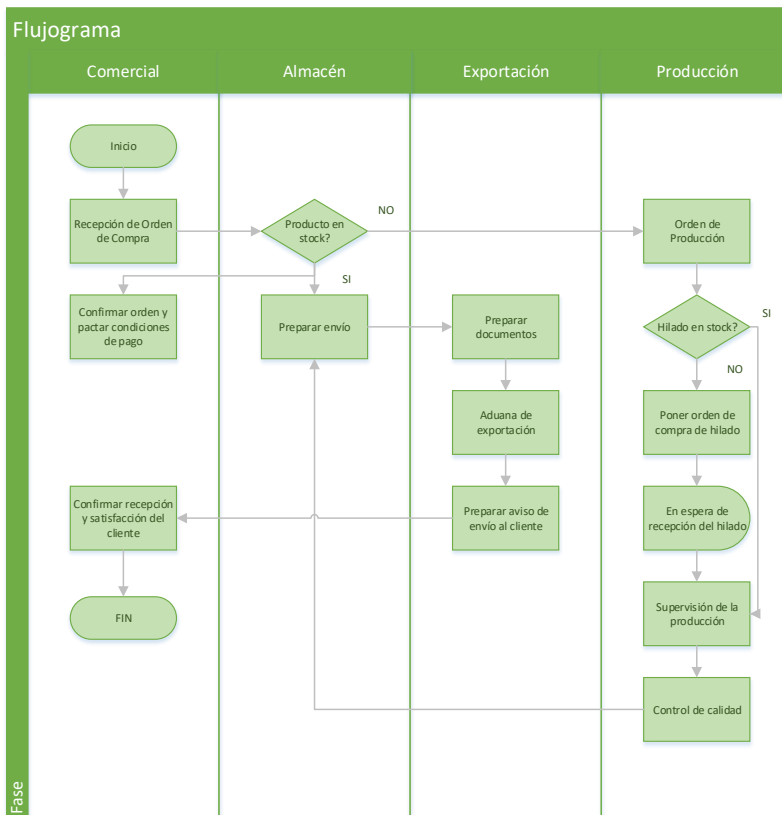 Flujograma
Comercial
Almacén
Exportación
Producción
Inicio
Recepción de Orden
de Compra
Producto en
stock?
NO
Orden de
Producción
SI
Confirmar orden y
pactar condiciones
de pago
Preparar envío
Preparar
documentos
Hilado en stock?
SI
NO
Aduana de
exportación
Poner orden de
compra de hilado
Confirmar recepción
y satisfacción del
cliente
Preparar aviso de
envío al cliente
En espera de
recepción del hilado
FIN
Supervisión de la
producción
Control de calidad
Fase